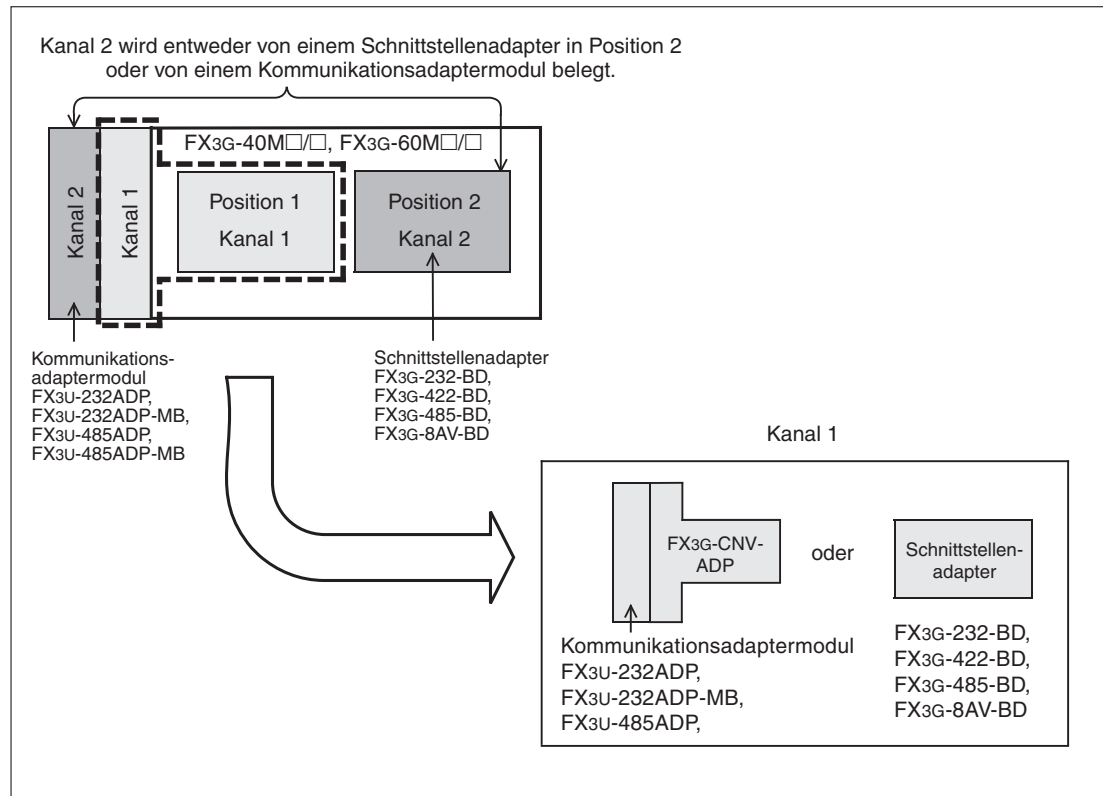 Kanal 2 wird entweder von einem Schnittstellenadapter in Position 2
oder von einem Kommunikationsadaptermodul belegt.
FX3G-40M□/□, FX3G-60M□/□
Kanal 2
Kanal 1
Position 1
Kanal 1
Position 2
Kanal 2
Kommunikations-
adaptermodul
FX3U-232ADP,
FX3U-232ADP-MB,
FX3U-485ADP,
FX3U-485ADP-MB
Schnittstellenadapter
FX3G-232-BD,
FX3G-422-BD,
FX3G-485-BD,
FX3G-8AV-BD
Kanal 1
FX3G-CNV-
ADP
oder
Schnittstellen-
adapter
Kommunikationsadaptermodul
FX3U-232ADP,
FX3U-232ADP-MB,
FX3U-485ADP,
FX3G-232-BD,
FX3G-422-BD,
FX3G-485-BD,
FX3G-8AV-BD